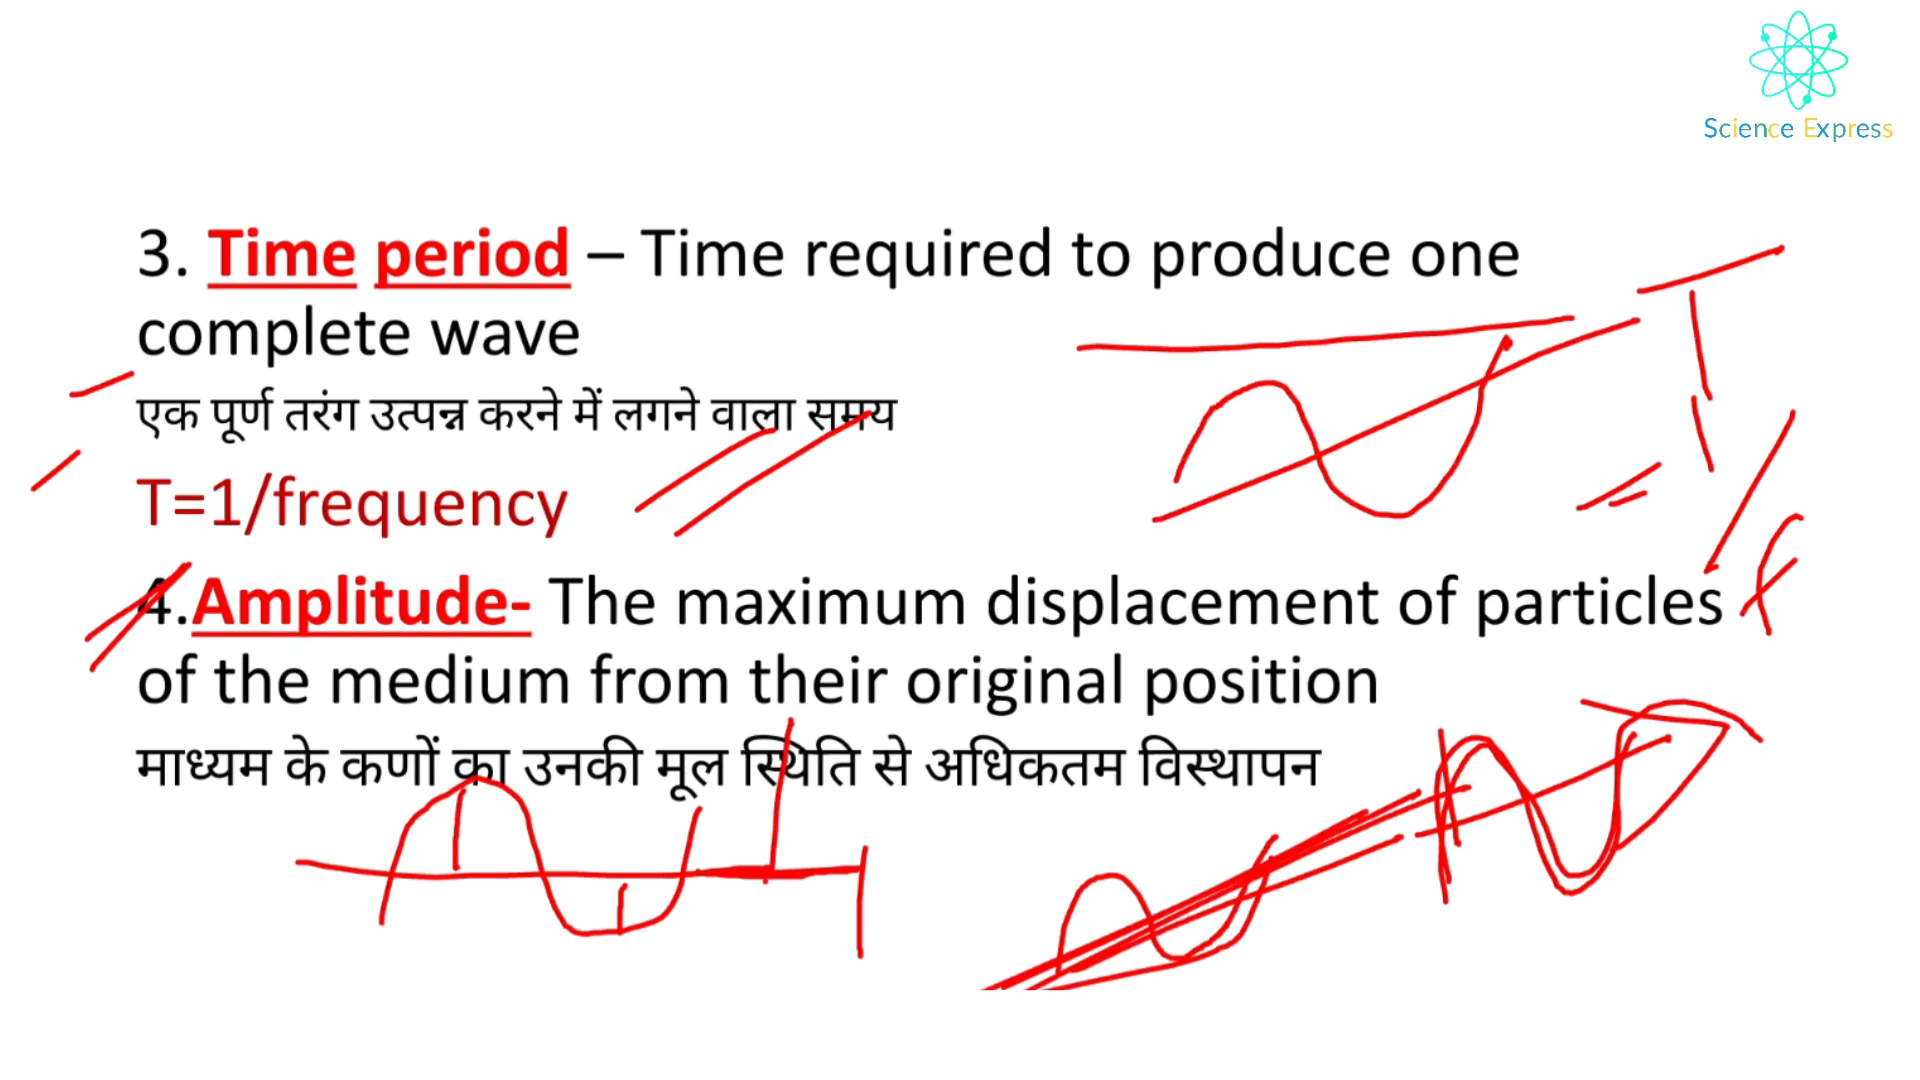 Science Express
3. Time period – Time required to produce one
complete wave
एक पूर्ण तरंग उत्पन्न करने में लगने वाला समय
T=1/frequency
T = 1/f
4.Amplitude- The maximum displacement of particles
of the medium from their original position
माध्यम के कणों का उनकी मूल स्थिति से अधिकतम विस्थापन